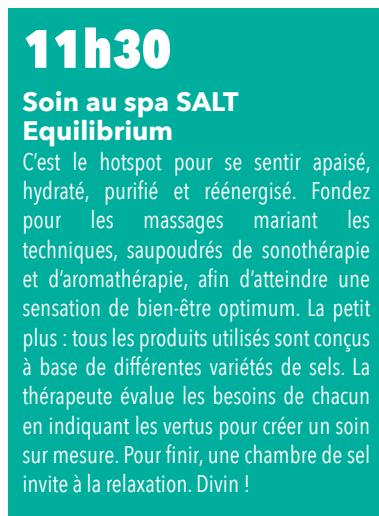 11h30
Soin au spa SALT
Equilibrium
C'est le hotspot pour se sentir apaisé,
hydraté, purifié et réénergisé. Fondez
pour les massages mariant les
techniques, saupoudrés de sonothérapie
et d'aromathérapie, afin d'atteindre une
sensation de bien-être optimum. La petit
plus : tous les produits utilisés sont conçus
à base de différentes variétés de sels. La
thérapeute évalue les besoins de chacun
en indiquant les vertus pour créer un soin
sur mesure. Pour finir, une chambre de sel
invite à la relaxation. Divin !